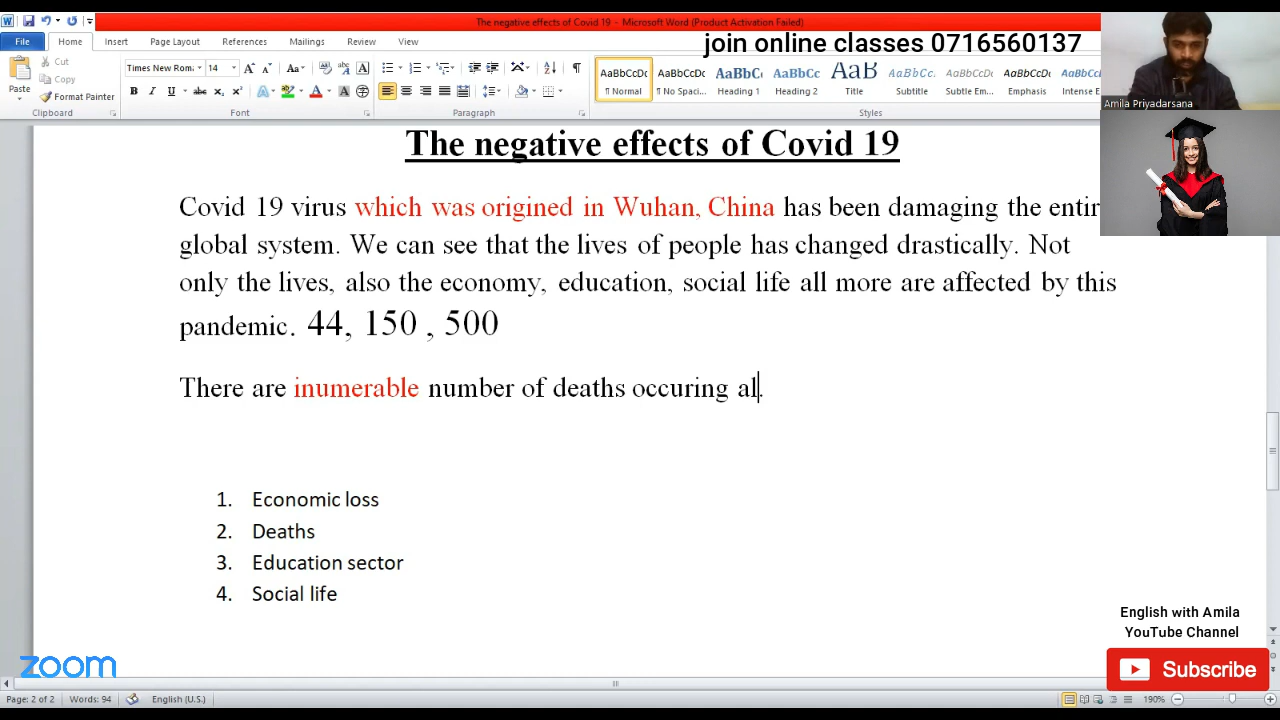 The negative effects of Covid 19 - Microsoft Word (Product Activation Failed)
File Home Insert Page Layout References Mailings Review View
join online classes 0716560137
Cut
Copy
Format Painter
Paste
Times New Rom 14
AaBbCcDc AaBbCcDc AaBbC AaBbCc AaB AaBbCc. AaBbCcDc AaBbCcDc AaBbCcDc
¶ Normal ¶ No Spaci... Heading 1 Heading 2 Title Subtitle Subtle Em... Emphasis Intense E
Clipboard Font Paragraph Styles
Amila Priyadarsana
The negative effects of Covid 19
Covid 19 virus which was origined in Wuhan, China has been damaging the entir
global system. We can see that the lives of people has changed drastically. Not
only the lives, also the economy, education, social life all more are affected by this
pandemic. 44, 150 , 500
There are inumerable number of deaths occuring al.
1. Economic loss
2. Deaths
3. Education sector
4. Social life
English with Amila
YouTube Channel
Subscribe
zoom
Page: 2 of 2 Words: 94 English (U.S.) 190%